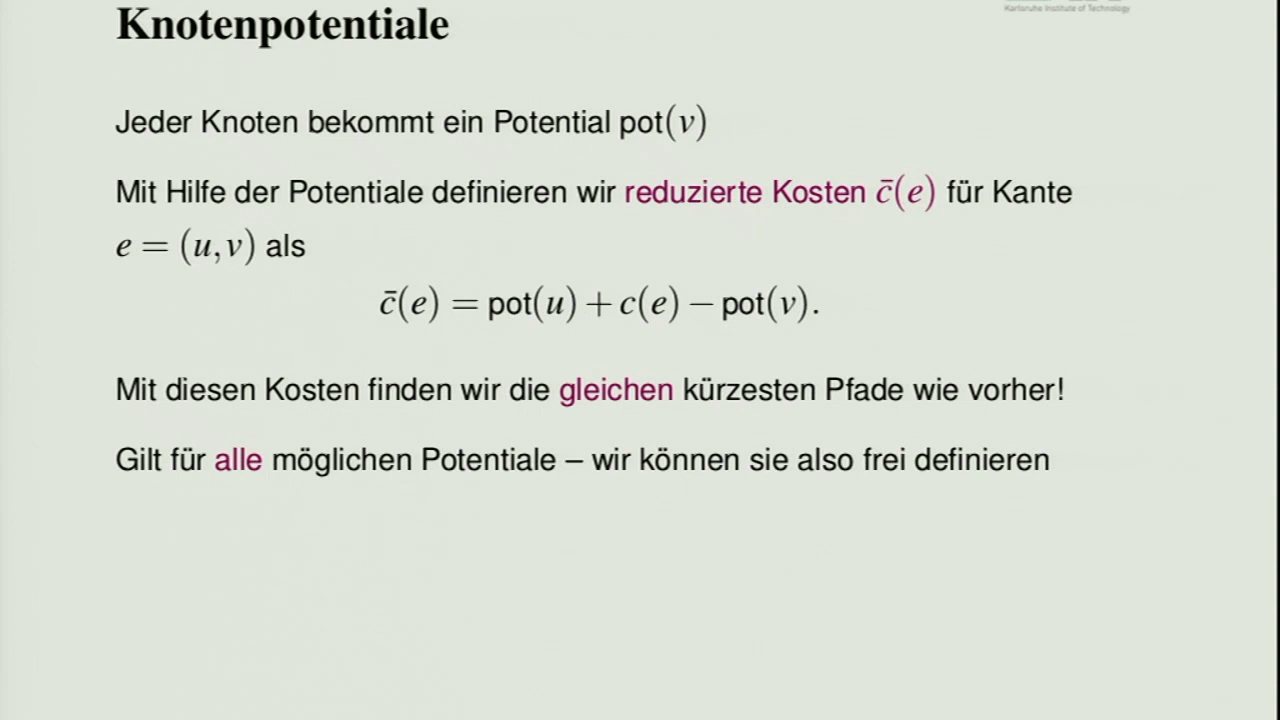 Karlsruhe Institute of Technology
Knotenpotentiale
Jeder Knoten bekommt ein Potential pot(v)
Mit Hilfe der Potentiale definieren wir reduzierte Kosten c̄(e) für Kante
e = (u,v) als
c̄(e) = pot(u) + c(e) − pot(v).
Mit diesen Kosten finden wir die gleichen kürzesten Pfade wie vorher!
Gilt für alle möglichen Potentiale – wir können sie also frei definieren